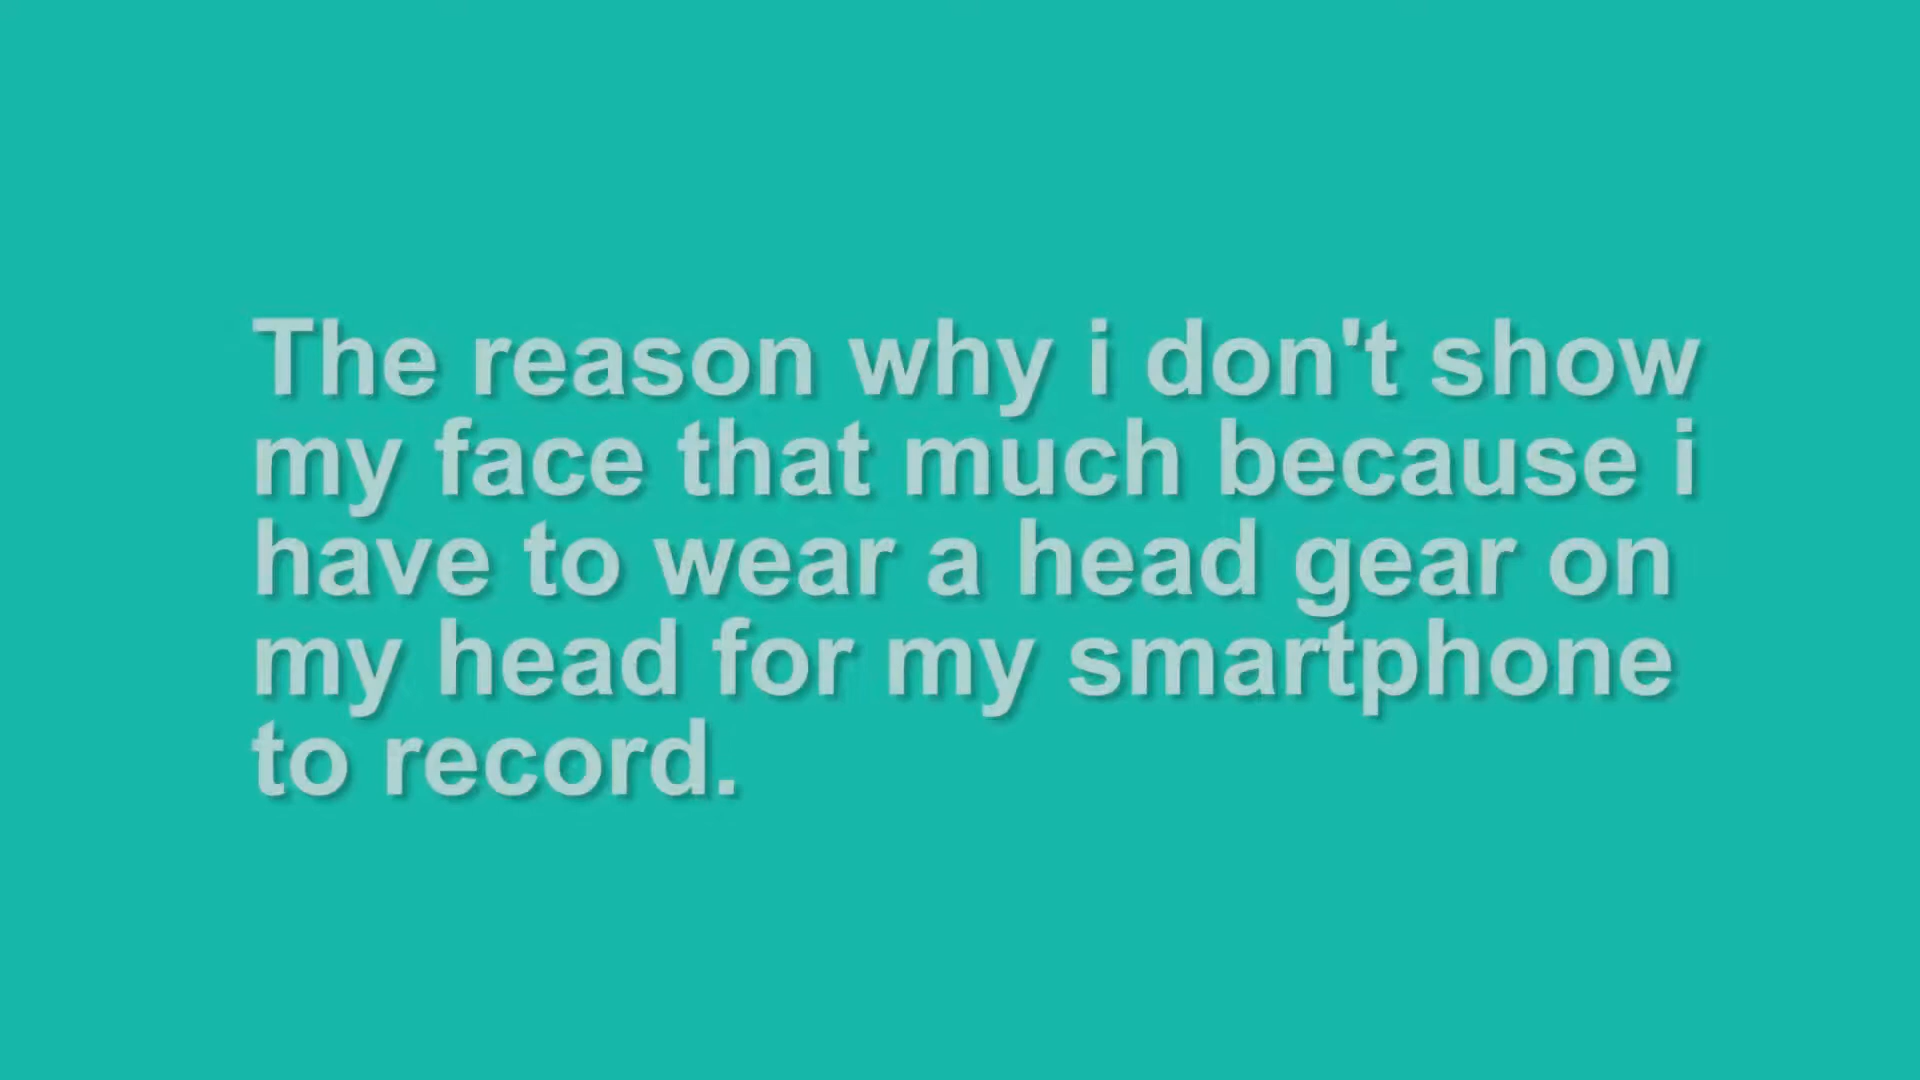 The reason why i don't show
my face that much because i
have to wear a head gear on
my head for my smartphone
to record.